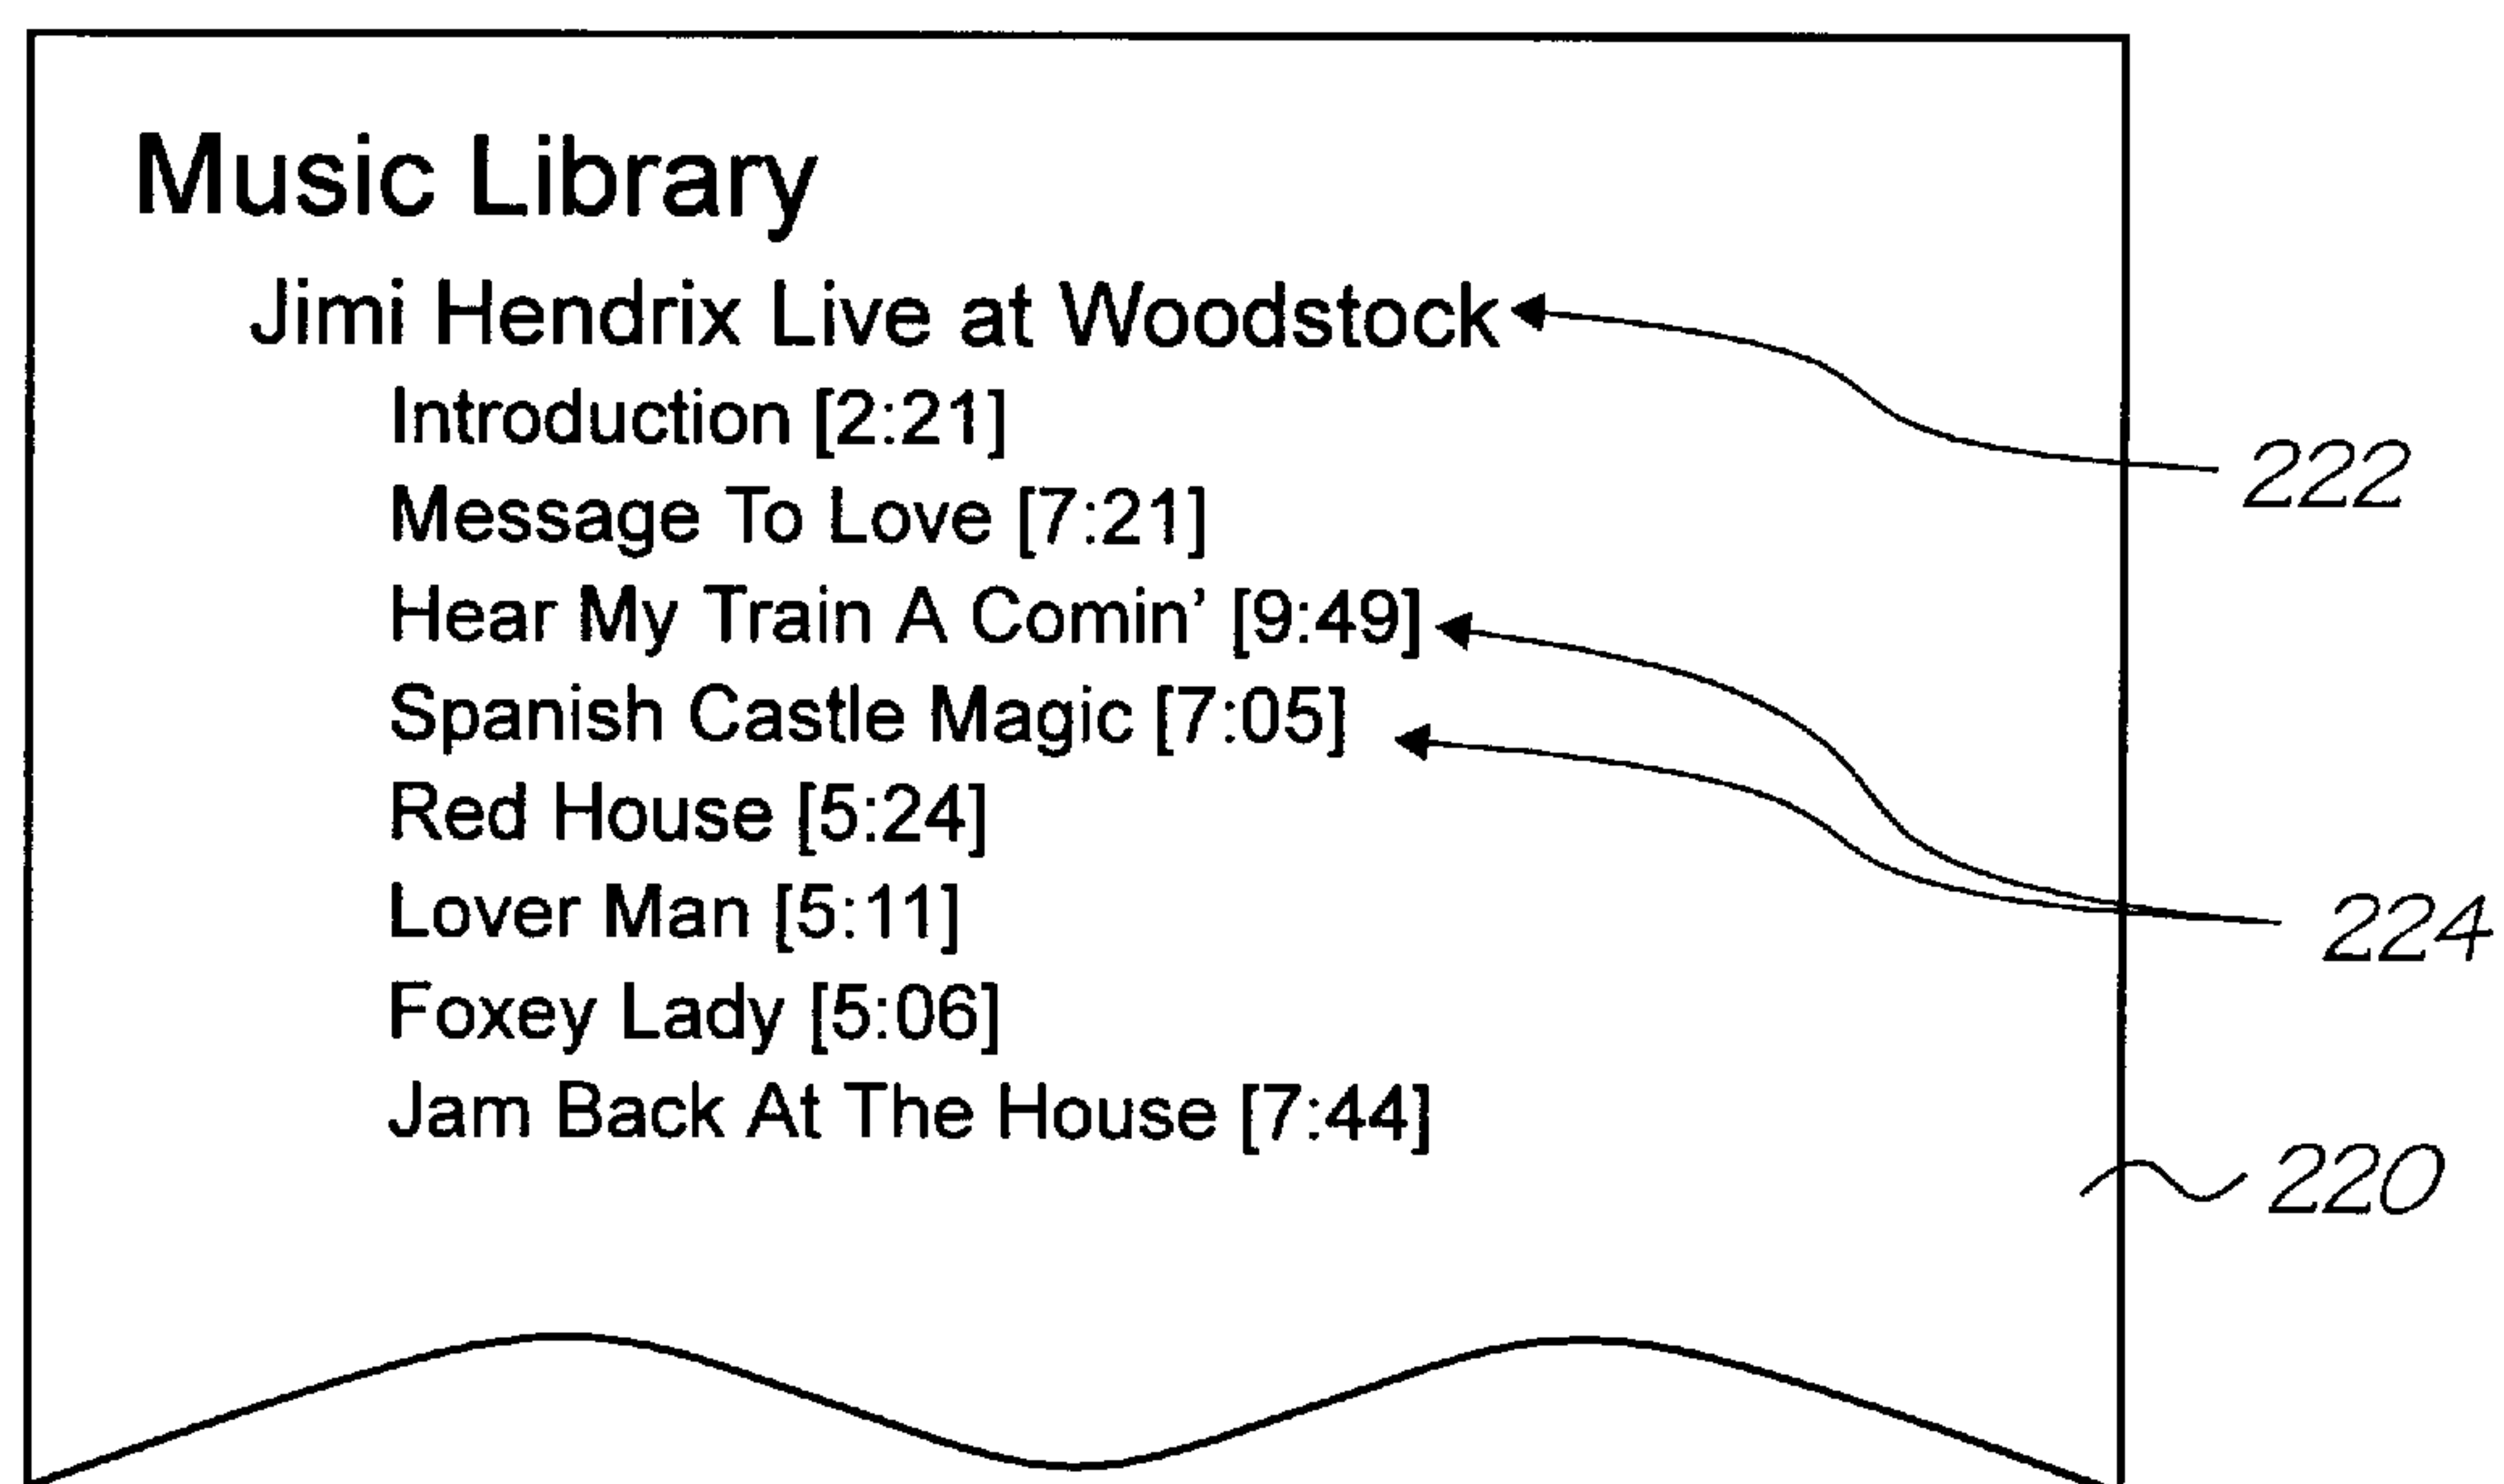 Music Library
Jimi Hendrix Live at Woodstock
Introduction [2:21]
222
Message To Love [7:21]
Hear My Train A Comin' [9:49]
Spanish Castle Magic [7:05]
Red House [5:24]
Lover Man [5:11]
224
Foxey Lady [5:06]
Jam Back At The House [7:44]
220